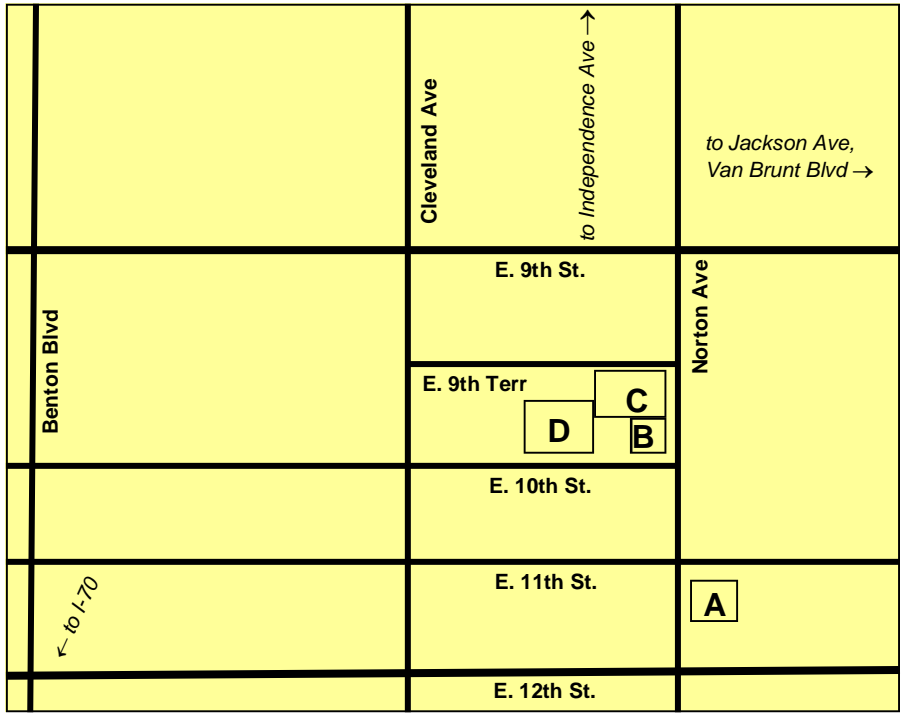 Cleveland Ave
to Independence Ave →
to Jackson Ave,
Van Brunt Blvd →
E. 9th St.
Norton Ave
Benton Blvd
E. 9th Terr
C
D
B
E. 10th St.
E. 11th St.
A
← to I-70
E. 12th St.